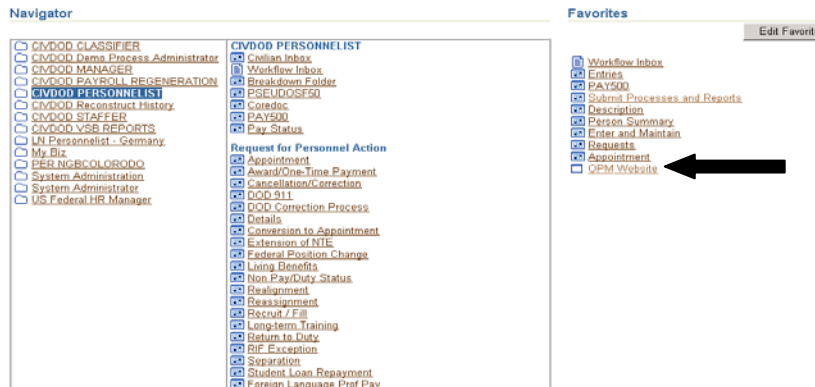 Navigator
CIVDOD CLASSIFIER
CIVDOD Demo Process Administrator
CIVDOD MANAGER
CIVDOD PAYROLL REGENERATION
CIVDOD PERSONNELIST
CIVDOD Reconstruct History
CIVDOD STAFFER
CIVDOD VSB REPORTS
LN Personnelist - Germany
My Biz
PER NGBCOLORODO
System Administration
System Administrator
US Federal HR Manager
CIVDOD PERSONNELIST
Civilian Inbox
Workflow Inbox
Breakdown Folder
PSEUDOSF50
Coredoc
PAY500
Pay Status
Request for Personnel Action
Appointment
Award/One-Time Payment
Cancellation/Correction
DOD 911
DOD Correction Process
Details
Conversion to Appointment
Extension of NTE
Federal Position Change
Living Benefits
Non Pay/Duty Status
Realignment
Reassignment
Recruit / Fill
Long-term Training
Return to Duty
RIF Exception
Separation
Student Loan Repayment
Foreign Language Prof Pay
Favorites
Edit Favorit
Workflow Inbox
Entries
PAY500
Submit Processes and Reports
Description
Person Summary
Enter and Maintain
Requests
Appointment
OPM Website